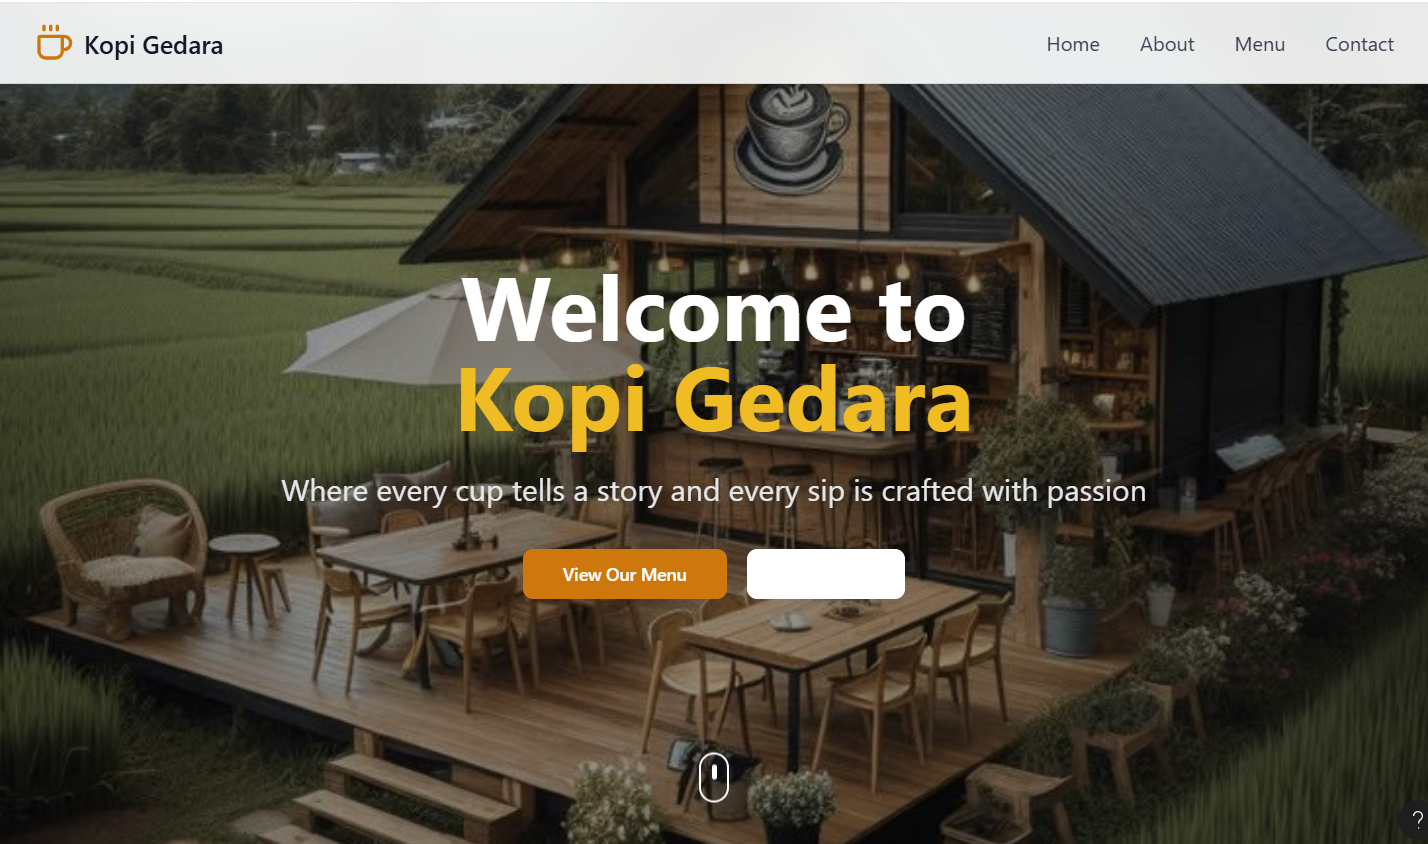 Kopi Gedara
Home About Menu Contact
Welcome to
Kopi Gedara
Where every cup tells a story and every sip is crafted with passion
View Our Menu
?